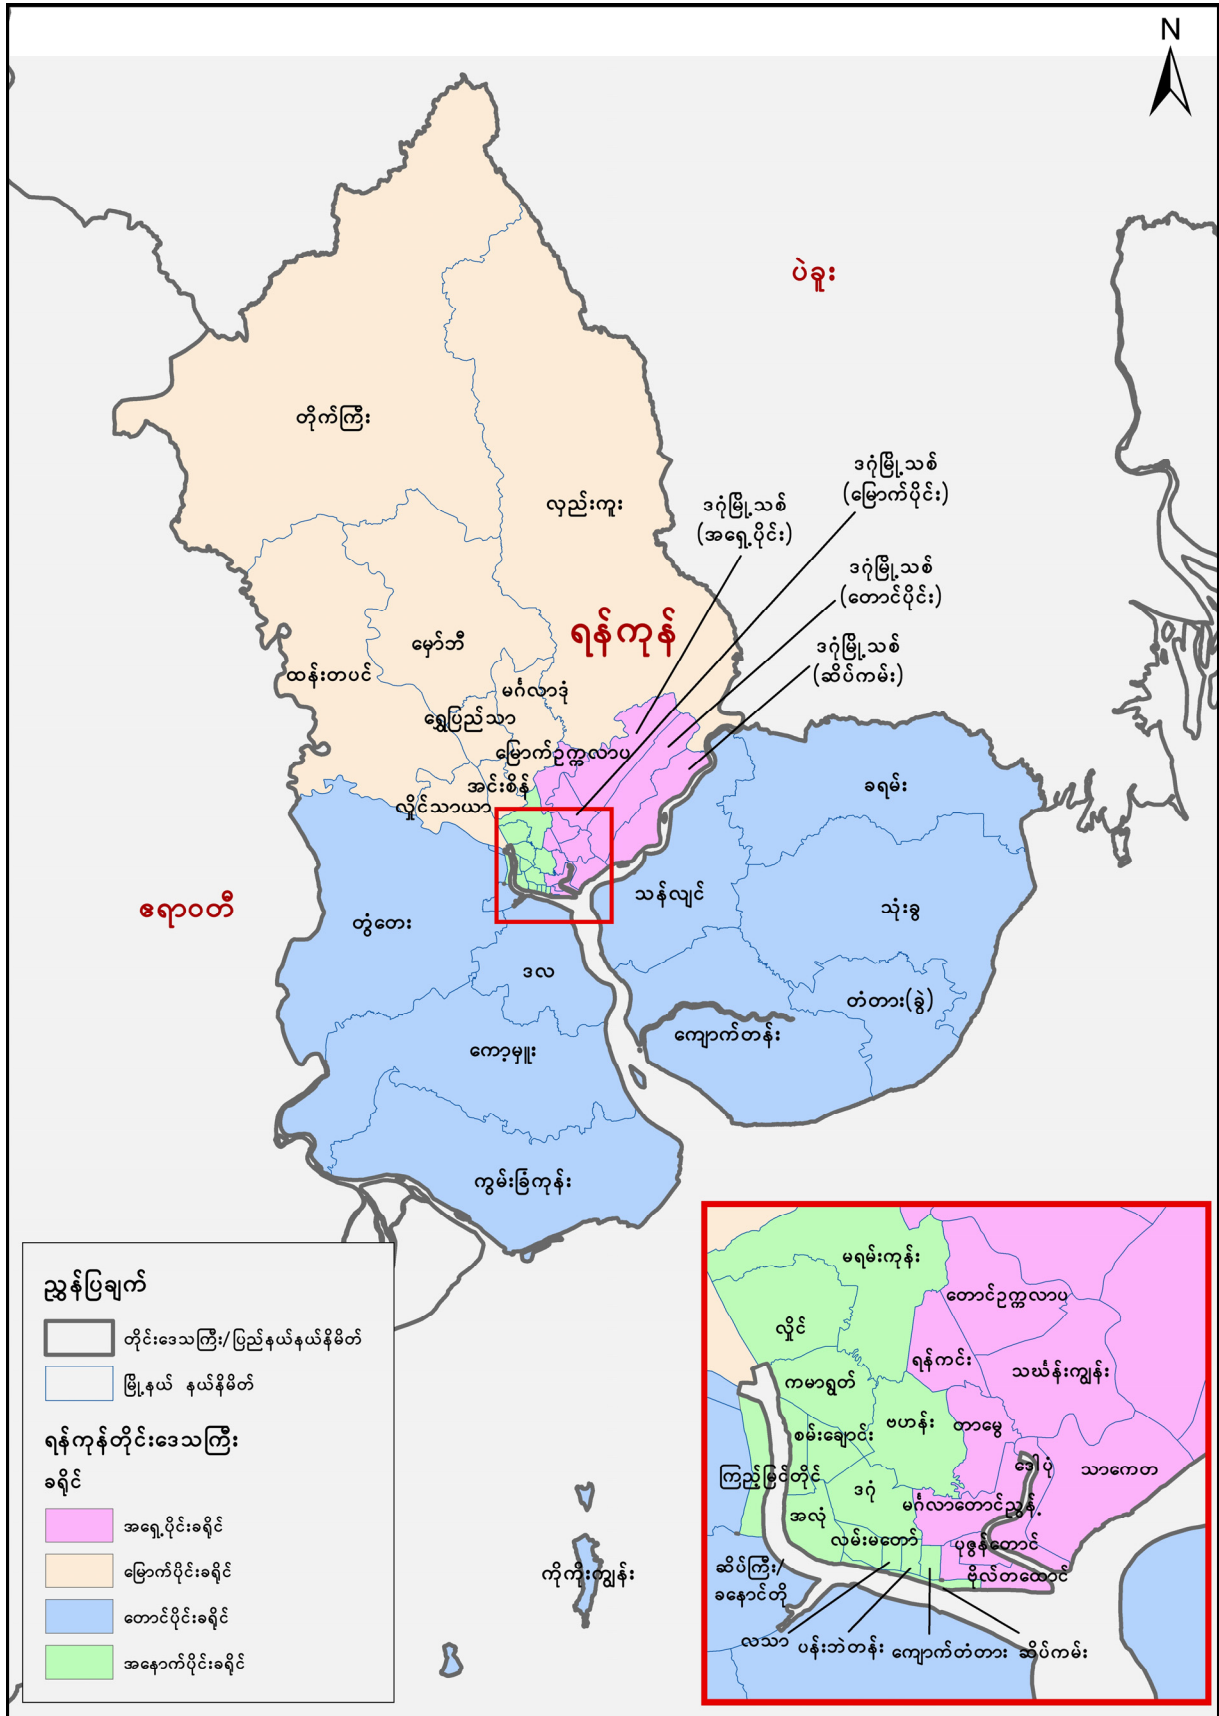 N
ပဲခူး
တိုက်ကြီး
လှည်းကူး
ဒဂုံမြို့သစ်
(မြောက်ပိုင်း)
ဒဂုံမြို့သစ်
(အရှေ့ပိုင်း)
ဒဂုံမြို့သစ်
(တောင်ပိုင်း)
ဒဂုံမြို့သစ်
(ဆိပ်ကမ်း)
ရန်ကုန်
မှော်ဘီ
ထန်းတပင်
မင်္ဂလာဒုံ
ရွှေပြည်သာ
မြောက်ဥက္ကလာပ
အင်းစိန်
လှိုင်သာယာ
ခရမ်း
သန်လျင်
သုံးခွ
ဧရာဝတီ
တွံတေး
ဒလ
တံတား(ခွဲ)
ကျောက်တန်း
ကော့မှူး
ကွမ်းခြံကုန်း
ကိုကိုးကျွန်း
ညွှန်ပြချက်
တိုင်းဒေသကြီး/ပြည်နယ်နယ်နိမိတ်
မြို့နယ် နယ်နိမိတ်
ရန်ကုန်တိုင်းဒေသကြီး
ခရိုင်
အရှေ့ပိုင်းခရိုင်
မြောက်ပိုင်းခရိုင်
တောင်ပိုင်းခရိုင်
အနောက်ပိုင်းခရိုင်
မရမ်းကုန်း
တောင်ဥက္ကလာပ
လှိုင်
ရန်ကင်း
သင်္ဃန်းကျွန်း
ကမာရွတ်
ဗဟန်း
တာမွေ
စမ်းချောင်း
ကြည့်မြင်တိုင်
ဒေါပုံ
သာကေတ
ဒဂုံ
မင်္ဂလာတောင်ညွန့်
အလုံ
လမ်းမတော်
ပုဇွန်တောင်
ဗိုလ်တထောင်
ဆိပ်ကြီး/
ခနောင်တို
လသာ
ပန်းဘဲတန်း
ကျောက်တံတား
ဆိပ်ကမ်း